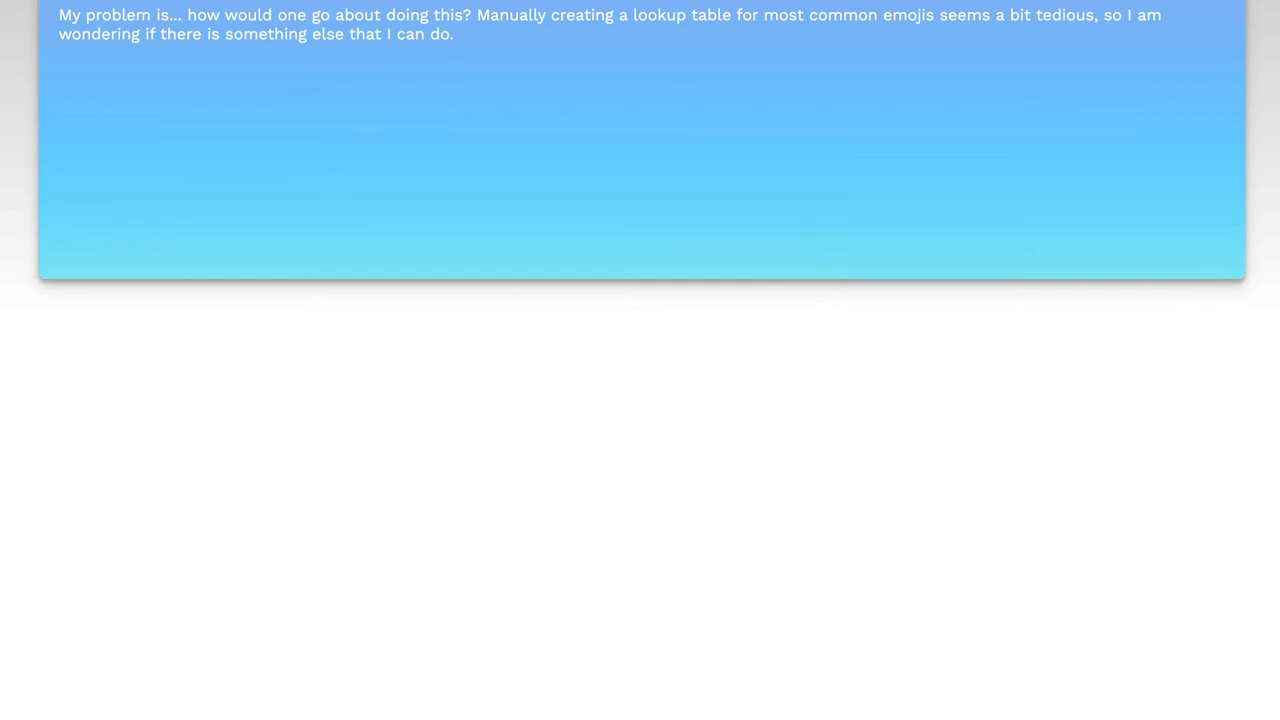 My problem is... how would one go about doing this? Manually creating a lookup table for most common emojis seems a bit tedious, so I am
wondering if there is something else that I can do.